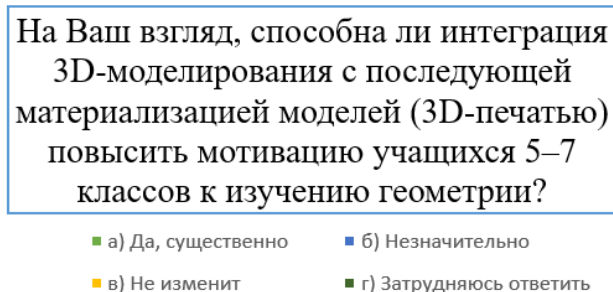 На Ваш взгляд, способна ли интеграция
3D-моделирования с последующей
материализацией моделей (3D-печатью)
повысить мотивацию учащихся 5–7
классов к изучению геометрии?
а) Да, существенно б) Незначительно
в) Не изменит г) Затрудняюсь ответить